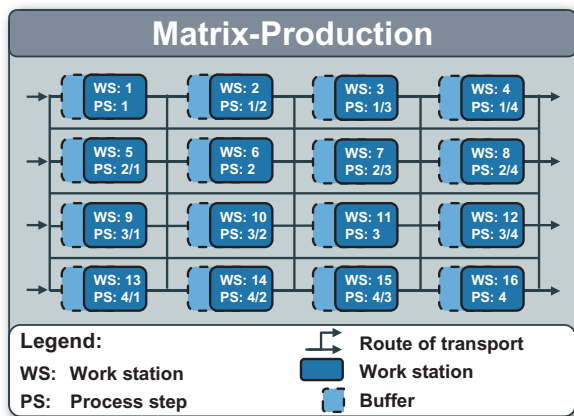 Matrix-Production
WS: 1 WS: 2 WS: 3 WS: 4
PS: 1 PS: 1/2 PS: 1/3 PS: 1/4
WS: 5 WS: 6 WS: 7 WS: 8
PS: 2/1 PS: 2 PS: 2/3 PS: 2/4
WS: 9 WS: 10 WS: 11 WS: 12
PS: 3/1 PS: 3/2 PS: 3 PS: 3/4
WS: 13 WS: 14 WS: 15 WS: 16
PS: 4/1 PS: 4/2 PS: 4/3 PS: 4
Legend:
Route of transport
WS: Work station
Work station
PS: Process step
Buffer